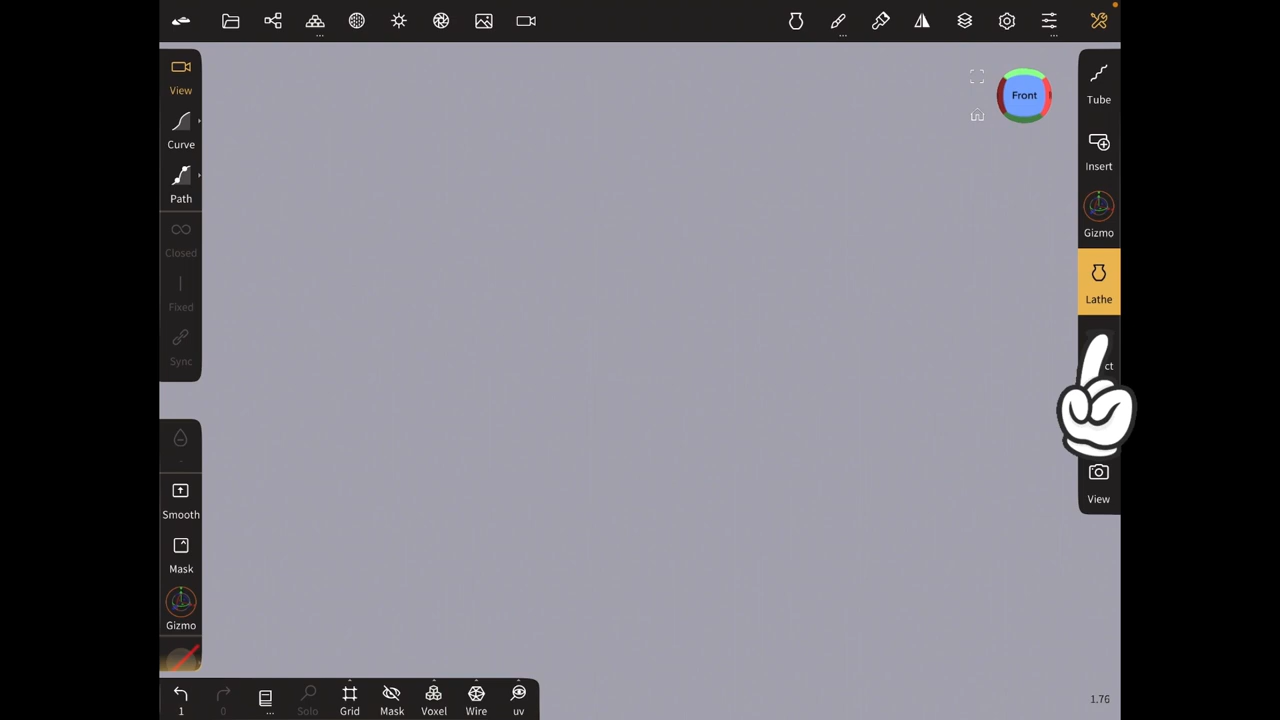 View
Curve
Path
Closed
Fixed
Sync
Smooth
Mask
Gizmo
1
0
Solo
Grid
Mask
Voxel
Wire
uv
Front
Tube
Insert
Gizmo
Lathe
ct
View
1.76